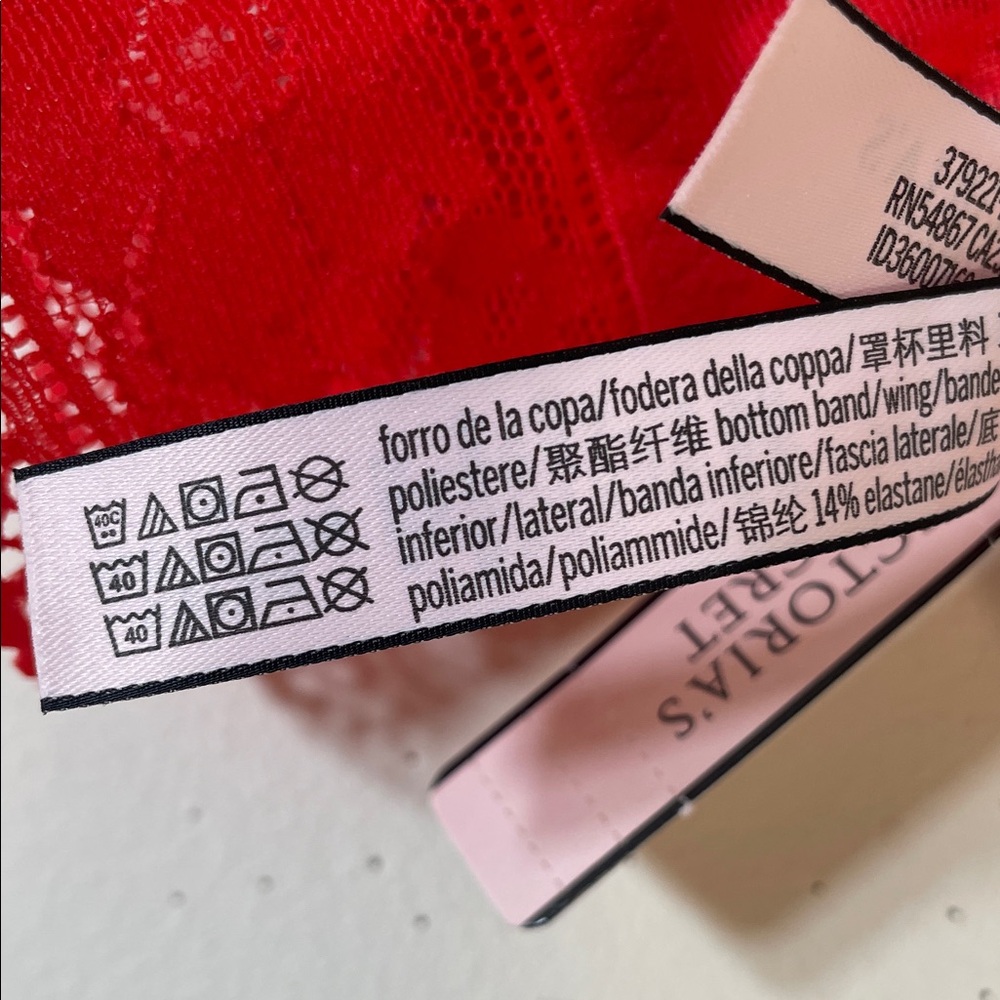 37922
RN54867 CA
ID36007
40C
40
40
forro de la copa/fodera della coppa/罩杯里料
poliestere/聚酯纤维 bottom band/wing/bande
inferior/lateral/banda inferiore/fascia laterale/底
poliamida/poliammide/锦纶 14% elastane/élasth
VICTORIA'S
SECRET